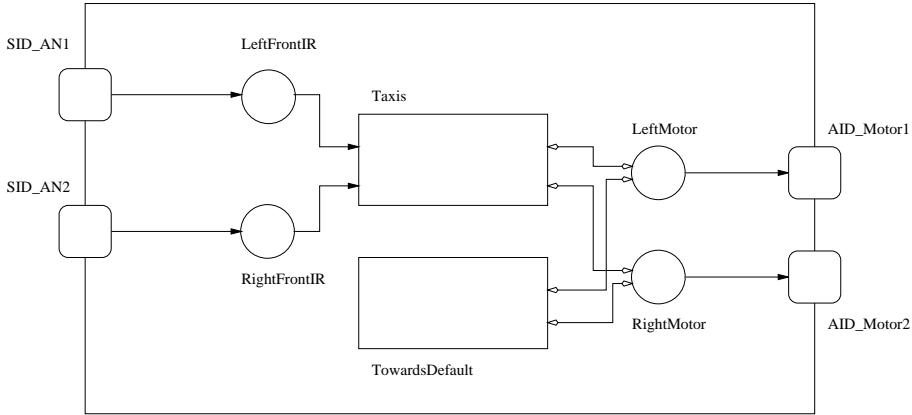 SID_AN1
LeftFrontIR
Taxis
LeftMotor
AID_Motor1
SID_AN2
RightFrontIR
RightMotor
AID_Motor2
TowardsDefault